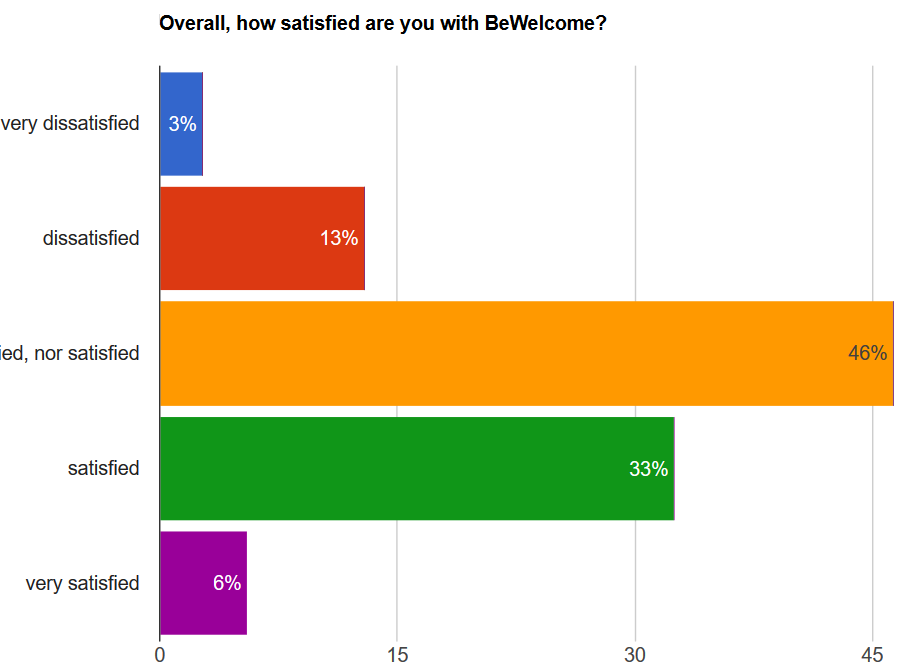 Overall, how satisfied are you with BeWelcome?
very dissatisfied
3%
dissatisfied
13%
ied, nor satisfied
46%
satisfied
33%
very satisfied
6%
0 15 30 45